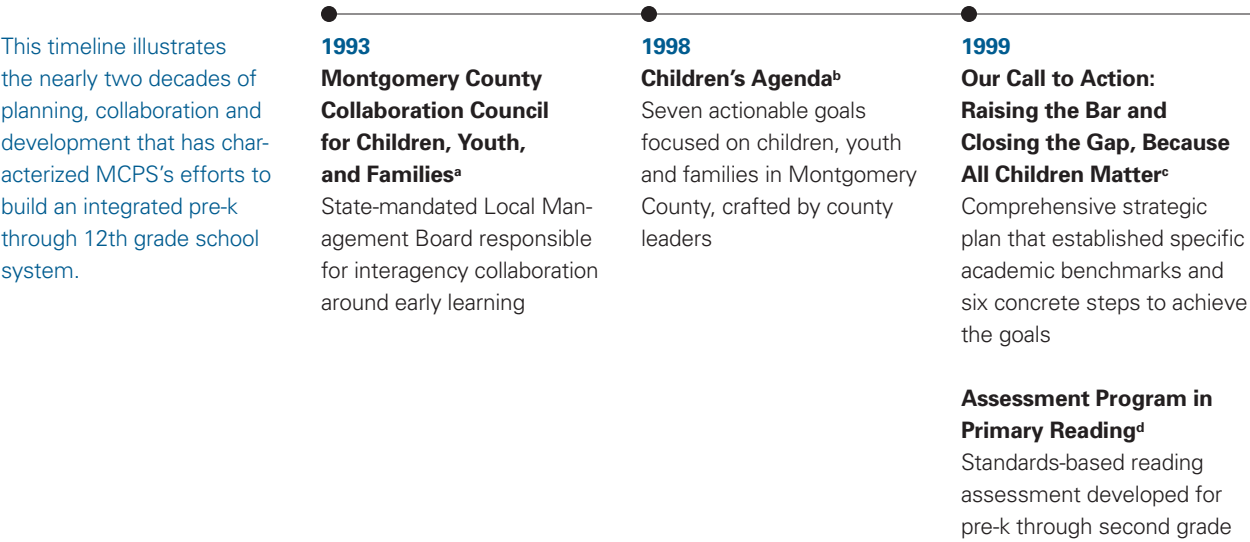 This timeline illustrates
the nearly two decades of
planning, collaboration and
development that has char-
acterized MCPS's efforts to
build an integrated pre-k
through 12th grade school
system.
1993
Montgomery County
Collaboration Council
for Children, Youth,
and Familiesᵃ
State-mandated Local Man-
agement Board responsible
for interagency collaboration
around early learning
1998
Children's Agendaᵇ
Seven actionable goals
focused on children, youth
and families in Montgomery
County, crafted by county
leaders
1999
Our Call to Action:
Raising the Bar and
Closing the Gap, Because
All Children Matterᶜ
Comprehensive strategic
plan that established specific
academic benchmarks and
six concrete steps to achieve
the goals
Assessment Program in
Primary Readingᵈ
Standards-based reading
assessment developed for
pre-k through second grade